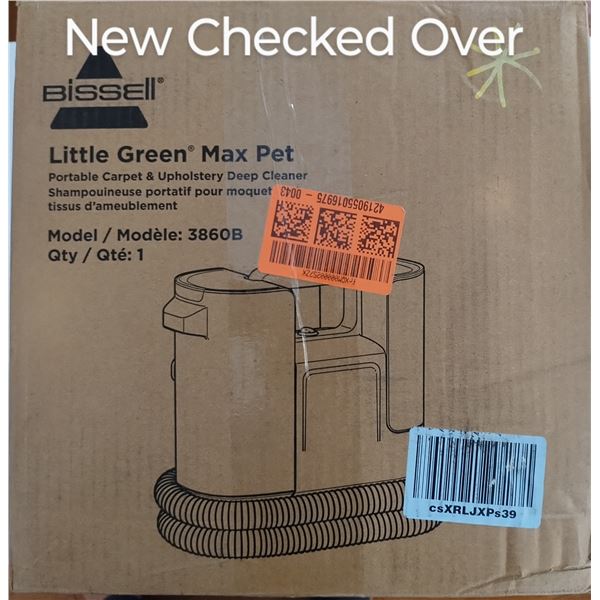 New Checked Over
BISSELL®
Little Green® Max Pet
Portable Carpet & Upholstery Deep Cleaner
Shampouineuse portatif pour moquet
tissus d'ameublement
Model / Modèle: 3860B
Qty / Qté: 1
4219055016975 - 0043
csXRLJXPs39